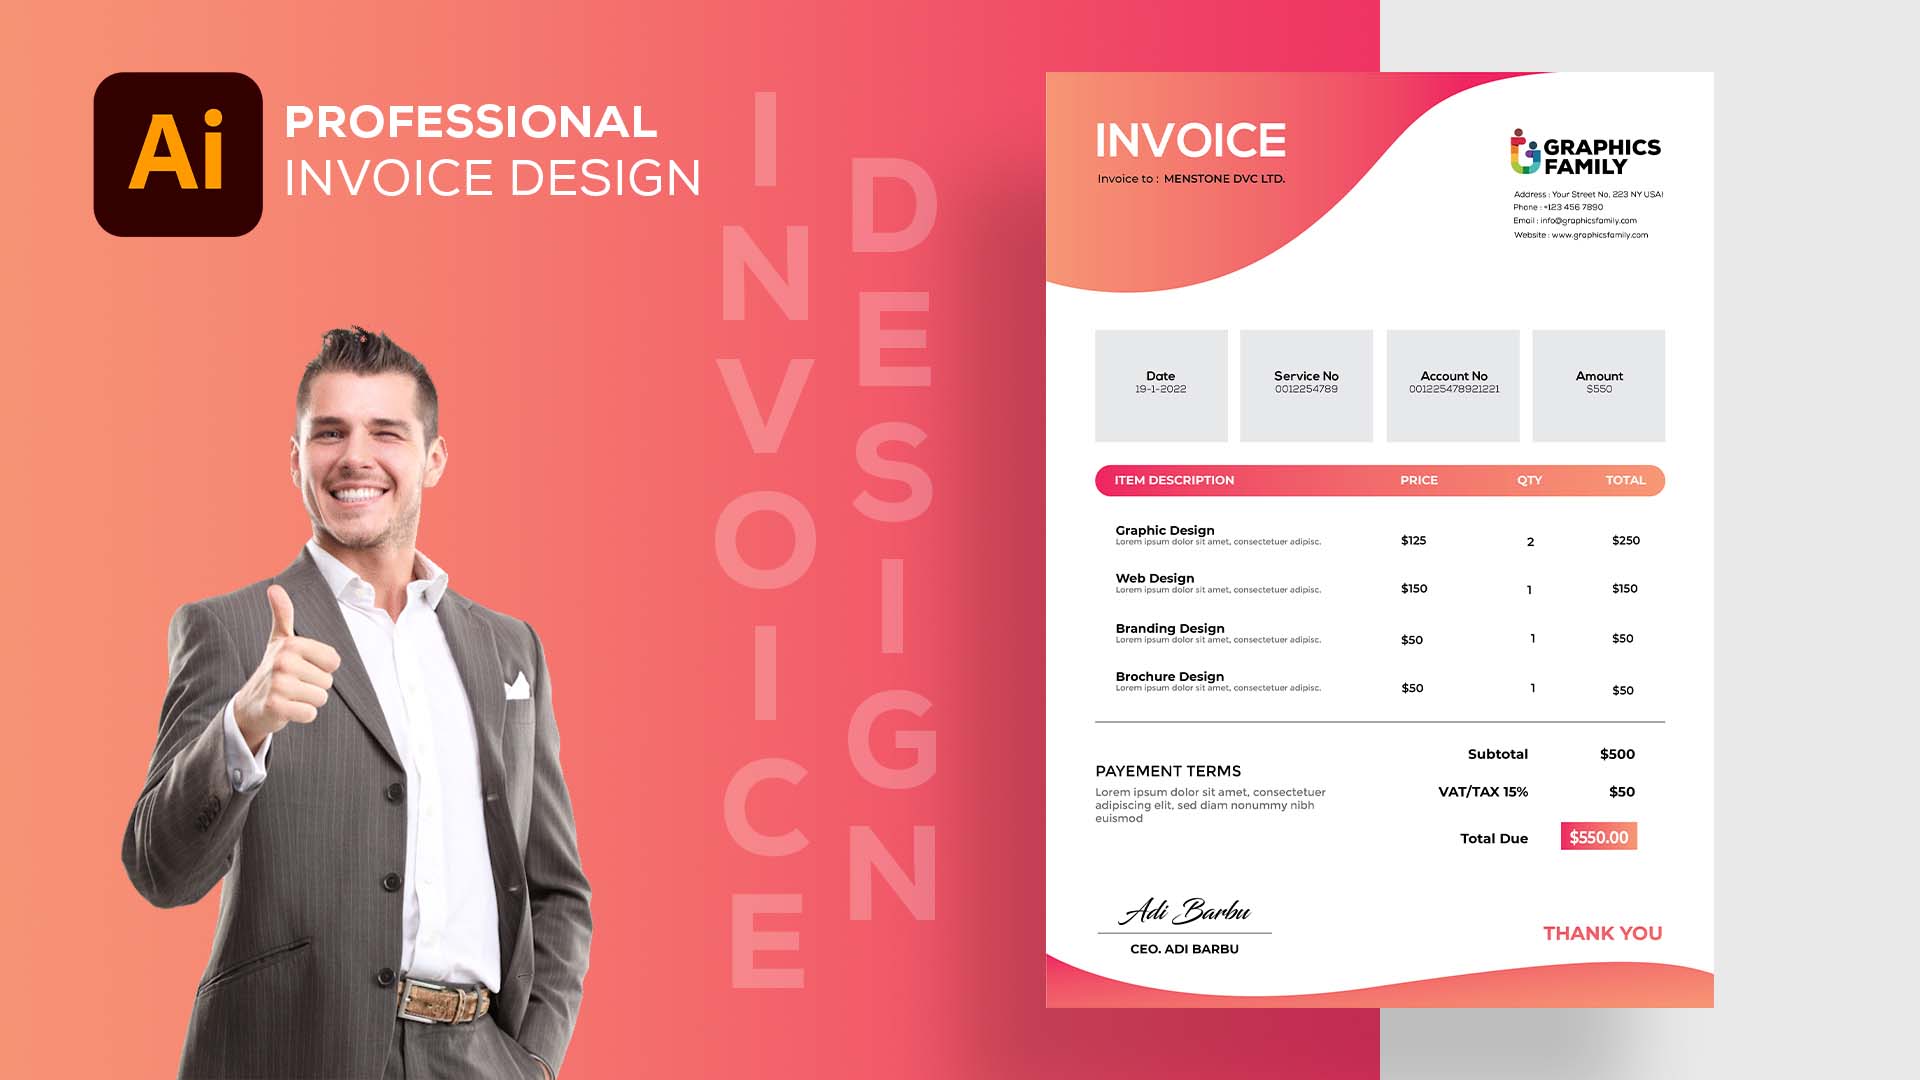 Ai
PROFESSIONAL
INVOICE DESIGN
INVOICE
DESIGN
INVOICE
Invoice to : MENSTONE DVC LTD.
GRAPHICS
FAMILY
Address : Your Street No, 223 NY USA!
Phone : +123 456 7890
Email : info@graphicsfamily.com
Website : www.graphicsfamily.com
Date
19-1-2022
Service No
0012254789
Account No
001225478921221
Amount
$550
ITEM DESCRIPTION PRICE QTY TOTAL
Graphic Design
Lorem ipsum dolor sit amet, consectetuer adipisc.
$125 2 $250
Web Design
Lorem ipsum dolor sit amet, consectetuer adipisc.
$150 1 $150
Branding Design
Lorem ipsum dolor sit amet, consectetuer adipisc.
$50 1 $50
Brochure Design
Lorem ipsum dolor sit amet, consectetuer adipisc.
$50 1 $50
Subtotal $500
VAT/TAX 15% $50
Total Due $550.00
PAYEMENT TERMS
Lorem ipsum dolor sit amet, consectetuer
adipiscing elit, sed diam nonummy nibh
euismod
Adi Barbu
CEO. ADI BARBU
THANK YOU